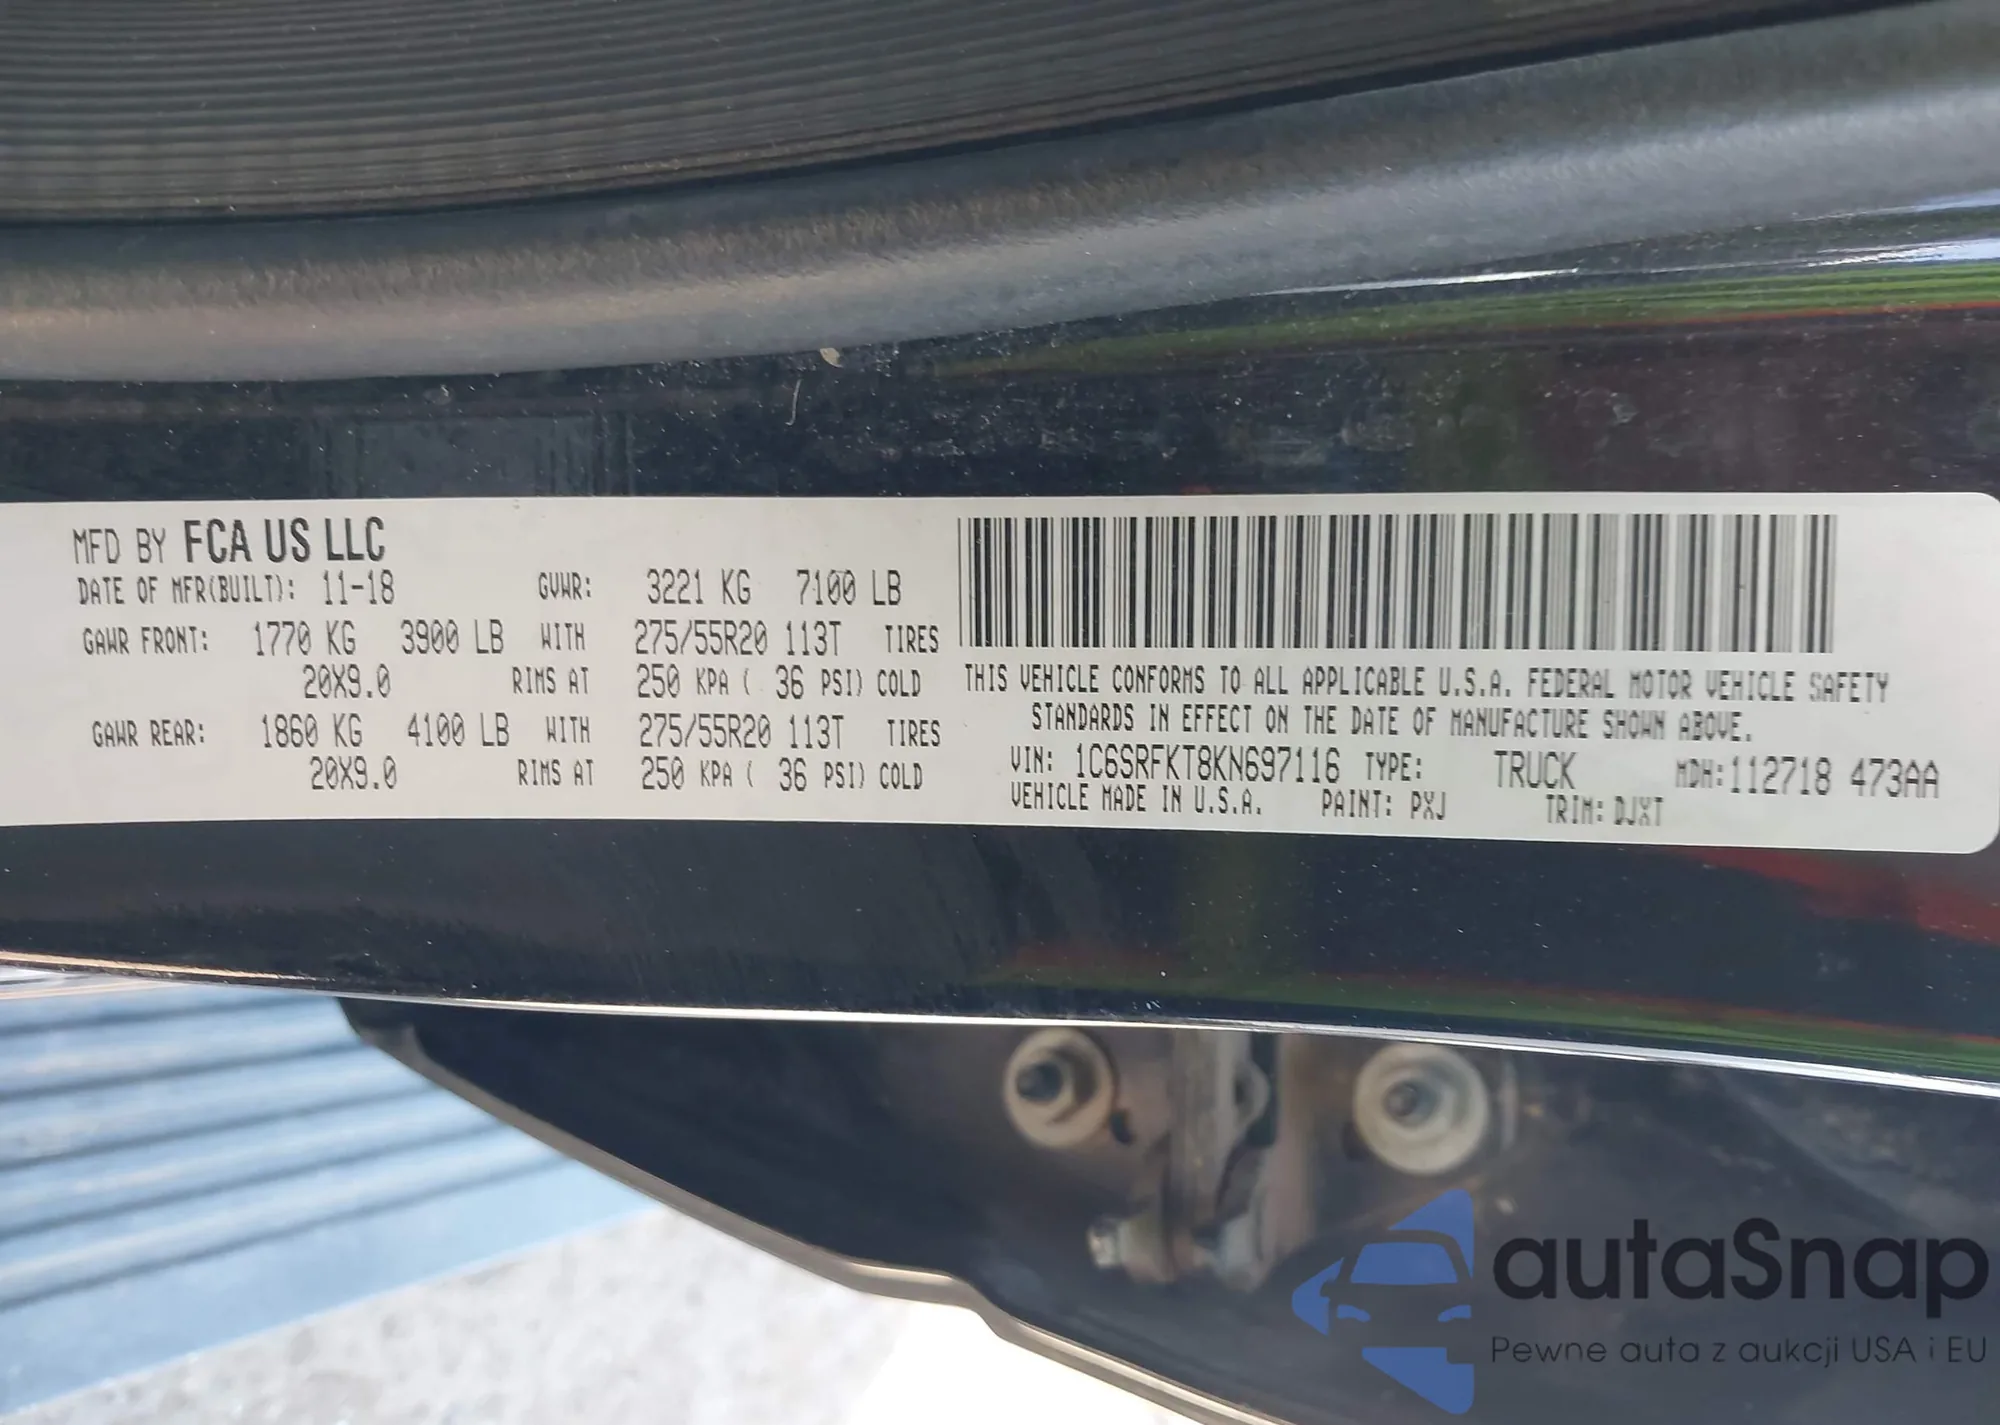 MFD BY FCA US LLC
DATE OF MFR(BUILT): 11-18 GVWR: 3221 KG 7100 LB
GAWR FRONT: 1770 KG 3900 LB WITH 275/55R20 113T TIRES
20X9.0 RIMS AT 250 KPA ( 36 PSI) COLD
GAWR REAR: 1860 KG 4100 LB WITH 275/55R20 113T TIRES
20X9.0 RIMS AT 250 KPA ( 36 PSI) COLD
THIS VEHICLE CONFORMS TO ALL APPLICABLE U.S.A. FEDERAL MOTOR VEHICLE SAFETY
STANDARDS IN EFFECT ON THE DATE OF MANUFACTURE SHOWN ABOVE.
VIN: 1C6SRFKT8KN697116 TYPE: TRUCK MDH:112718 473AA
VEHICLE MADE IN U.S.A. PAINT: PXJ TRIM: DJXT
autaSnap
Pewne auta z aukcji USA i EU